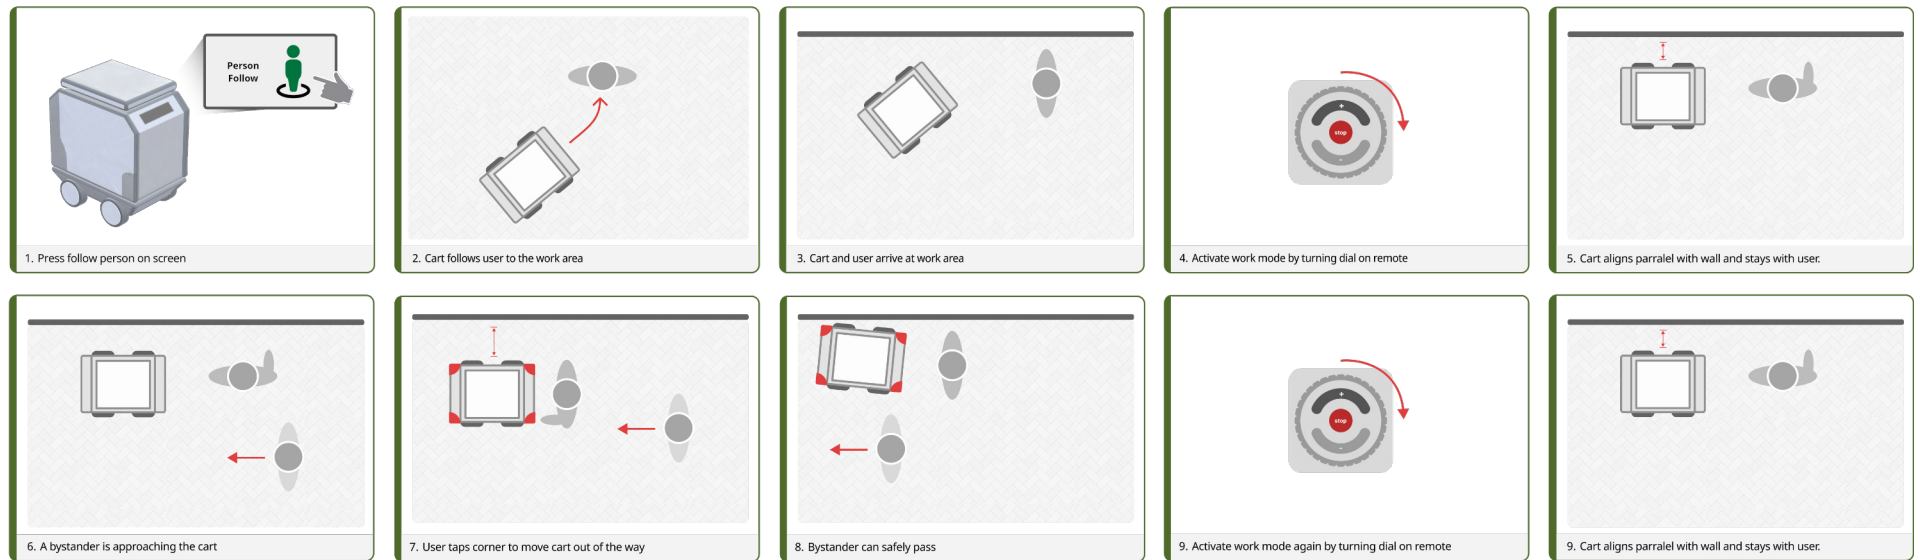 Person
Follow
1. Press follow person on screen
2. Cart follows user to the work area
3. Cart and user arrive at work area
+
stop
-
4. Activate work mode by turning dial on remote
5. Cart aligns parralel with wall and stays with user.
6. A bystander is approaching the cart
7. User taps corner to move cart out of the way
8. Bystander can safely pass
+
stop
-
9. Activate work mode again by turning dial on remote
9. Cart aligns parralel with wall and stays with user.